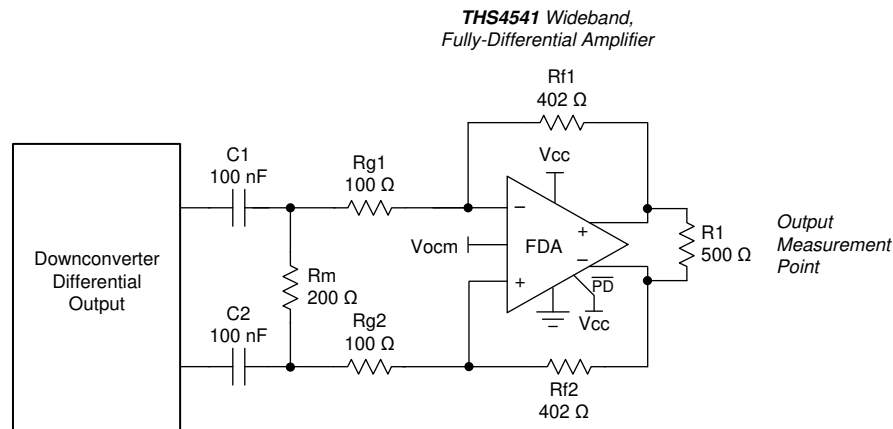 THS4541 Wideband,
Fully-Differential Amplifier
Rf1
402 Ω
C1
100 nF
Rg1
100 Ω
Vcc
Downconverter
Differential
Output
Rm
200 Ω
Vocm
−
+
FDA
+
−
PD
Vcc
R1
500 Ω
Output
Measurement
Point
C2
100 nF
Rg2
100 Ω
Rf2
402 Ω